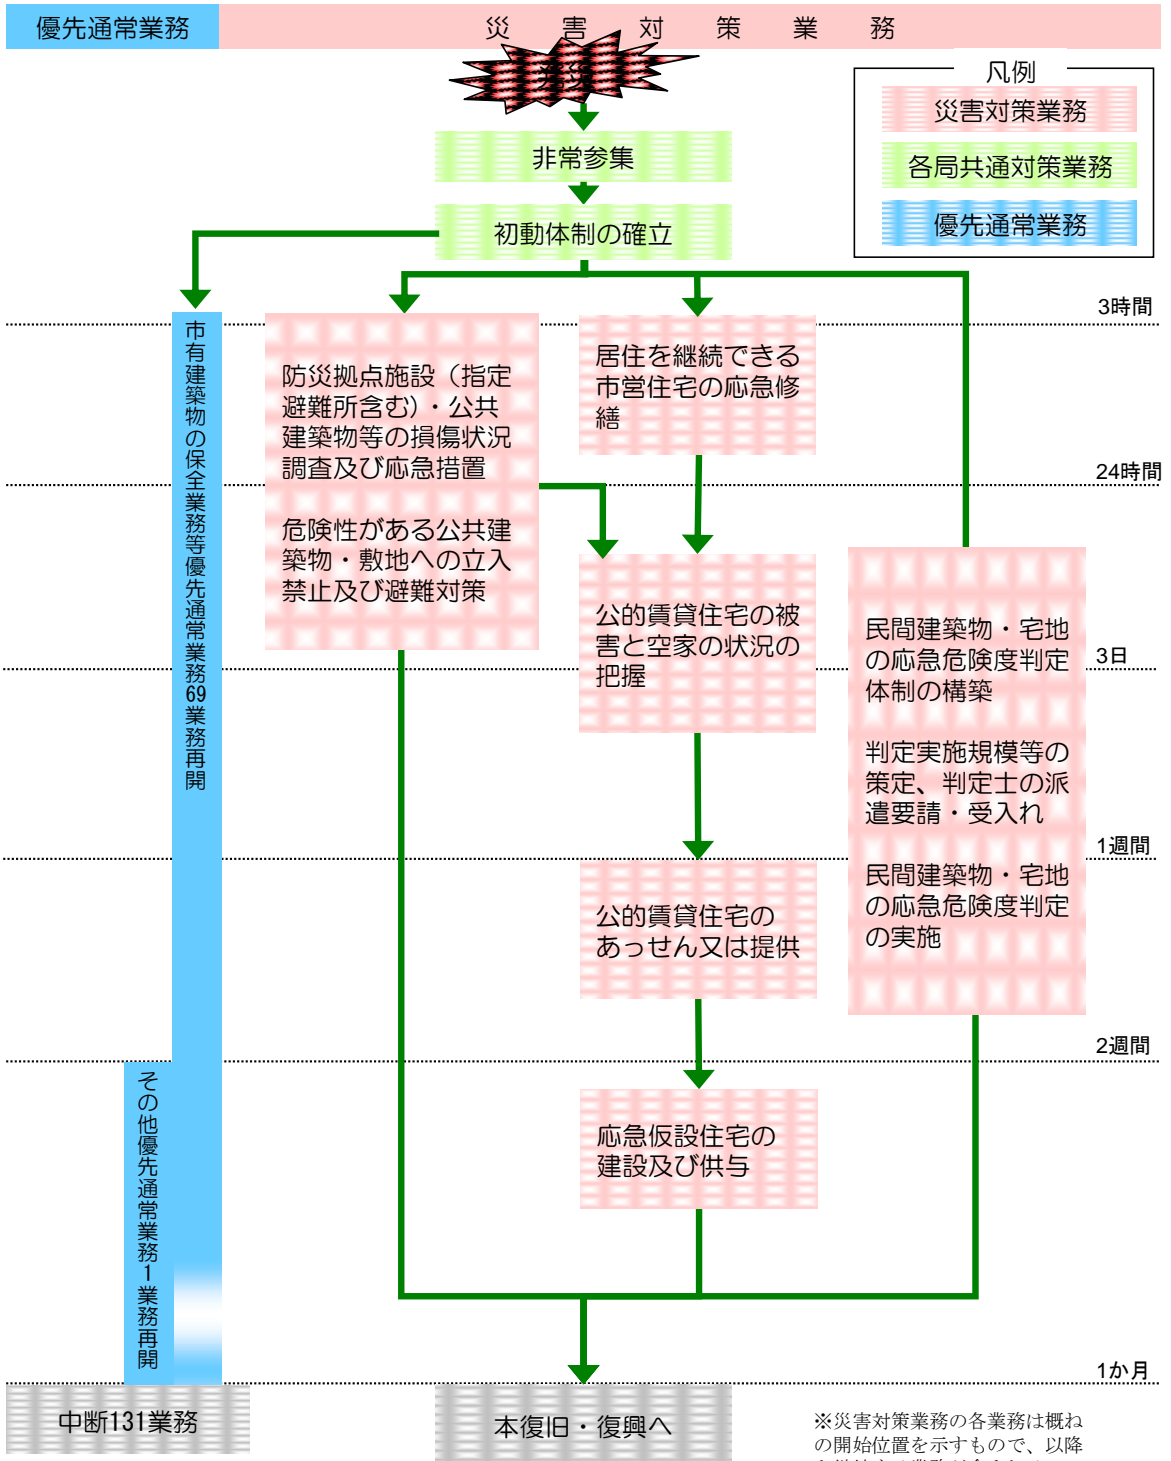 優先通常業務
災害対策業務
発災
凡例
災害対策業務
各局共通対策業務
優先通常業務
非常参集
初動体制の確立
3時間
市有建築物の保全業務等優先通常業務69業務再開
防災拠点施設（指定
避難所含む）・公共
建築物等の損傷状況
調査及び応急措置
危険性がある公共建
築物・敷地への立入
禁止及び避難対策
居住を継続できる
市営住宅の応急修
繕
24時間
公的賃貸住宅の被
害と空家の状況の
把握
民間建築物・宅地
の応急危険度判定
体制の構築
判定実施規模等の
策定、判定士の派
遣要請・受入れ
民間建築物・宅地
の応急危険度判定
の実施
3日
1週間
公的賃貸住宅の
あっせん又は提供
2週間
その他優先通常業務1業務再開
応急仮設住宅の
建設及び供与
1か月
中断131業務
本復旧・復興へ
※災害対策業務の各業務は概ね
の開始位置を示すもので、以降